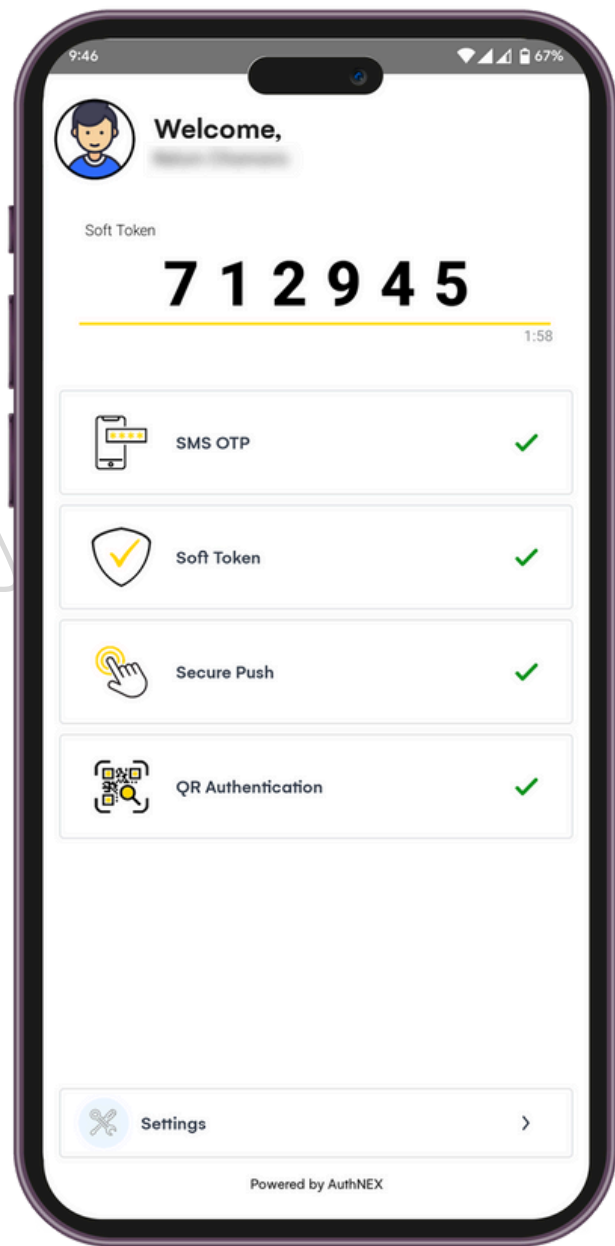 9:46
67%
Welcome,
Soft Token
712945
1:58
SMS OTP
Soft Token
Secure Push
QR Authentication
Settings
Powered by AuthNEX